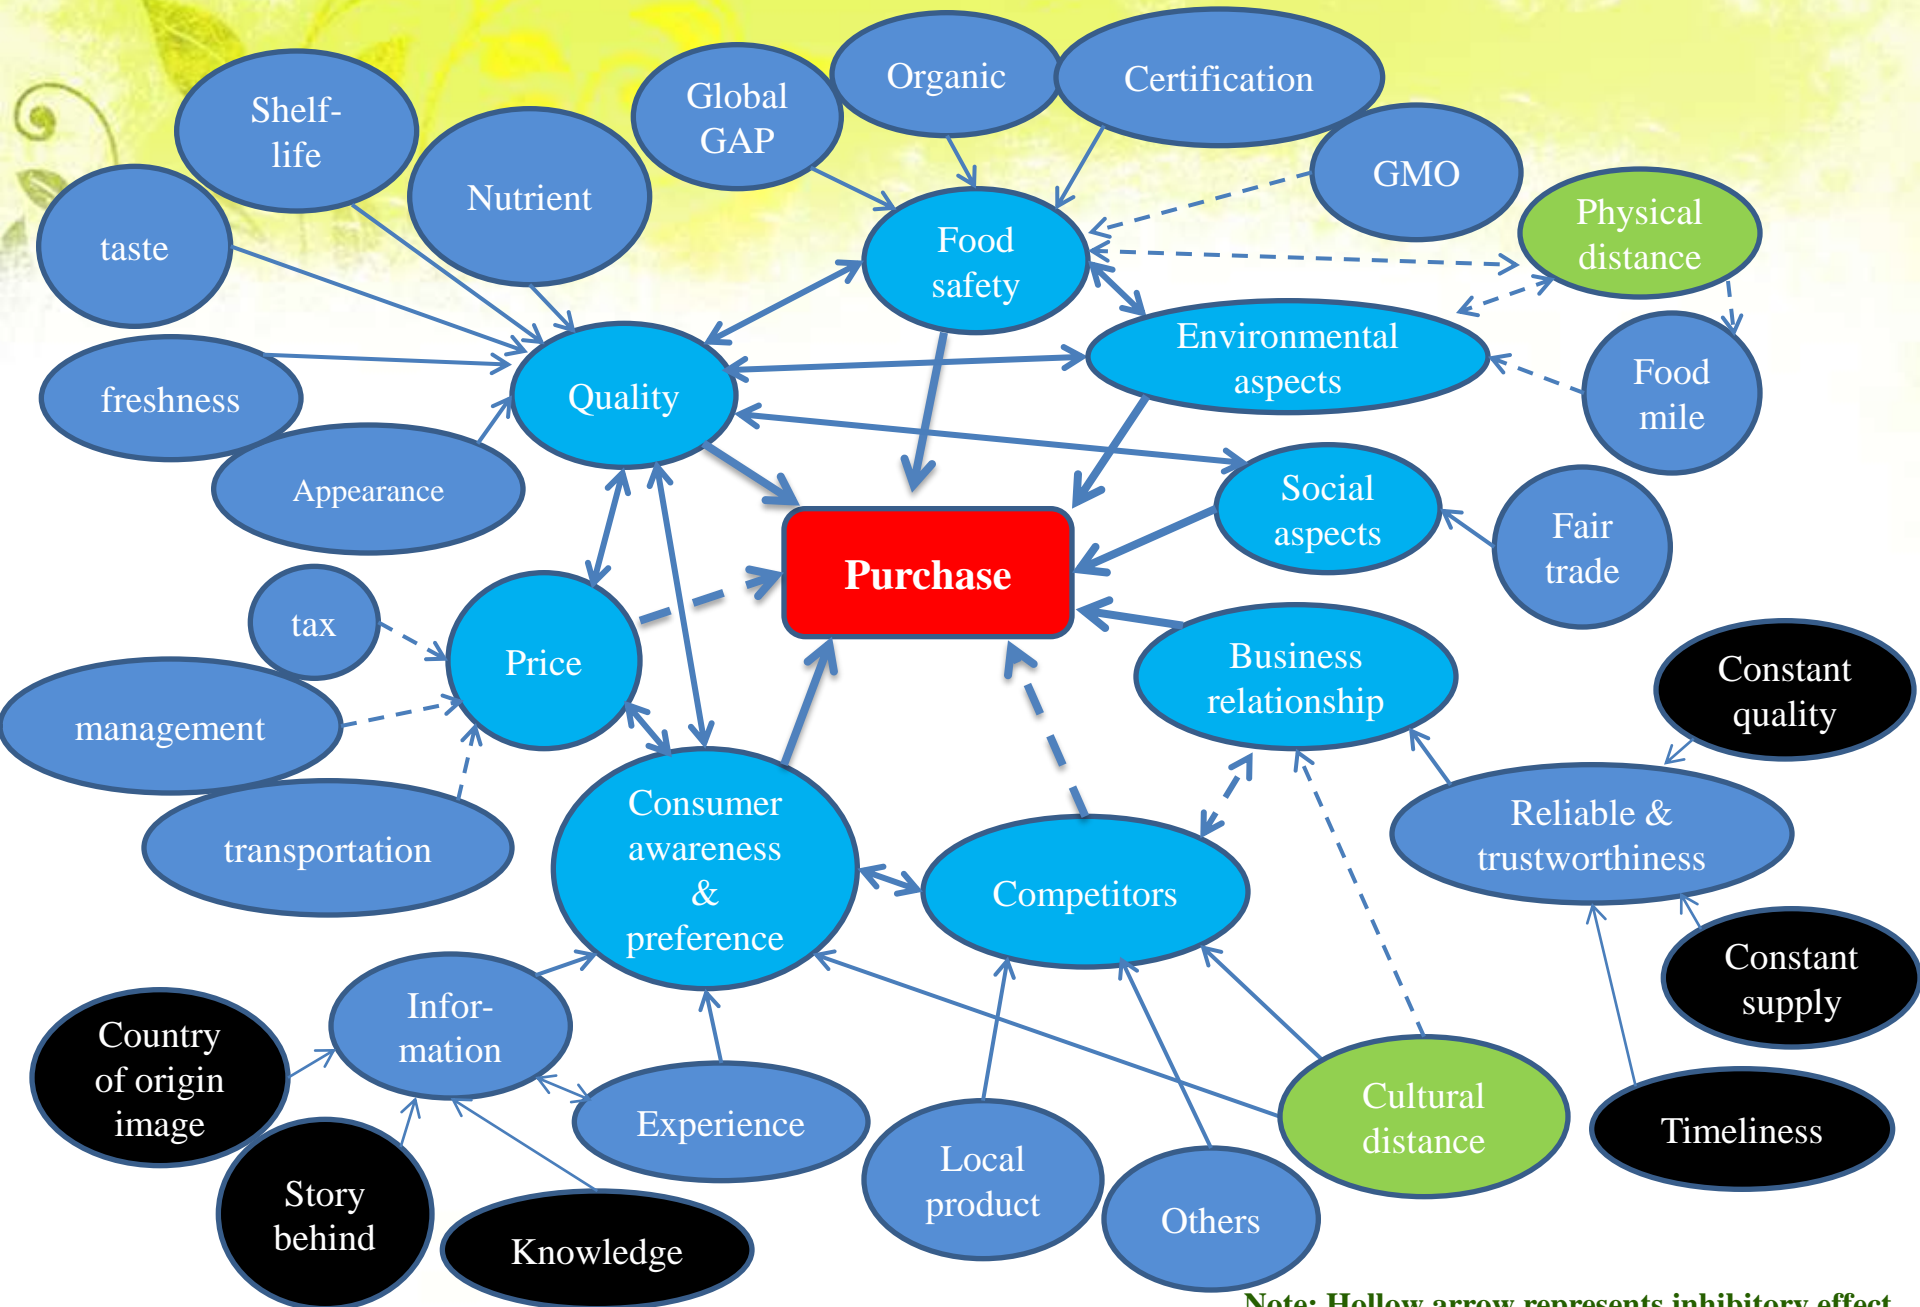 Organic
Certification
Global
GAP
Shelf-
life
GMO
Nutrient
Physical
distance
taste
Food
safety
Environmental
aspects
Quality
freshness
Food
mile
Appearance
Social
aspects
Fair
trade
Purchase
tax
Price
Business
relationship
Constant
quality
management
transportation
Consumer
awareness
&
preference
Reliable &
trustworthiness
Competitors
Constant
supply
Infor-
mation
Country
of origin
image
Experience
Cultural
distance
Timeliness
Local
product
Story
behind
Others
Knowledge
Note: Hollow arrow represents inhibitory effect